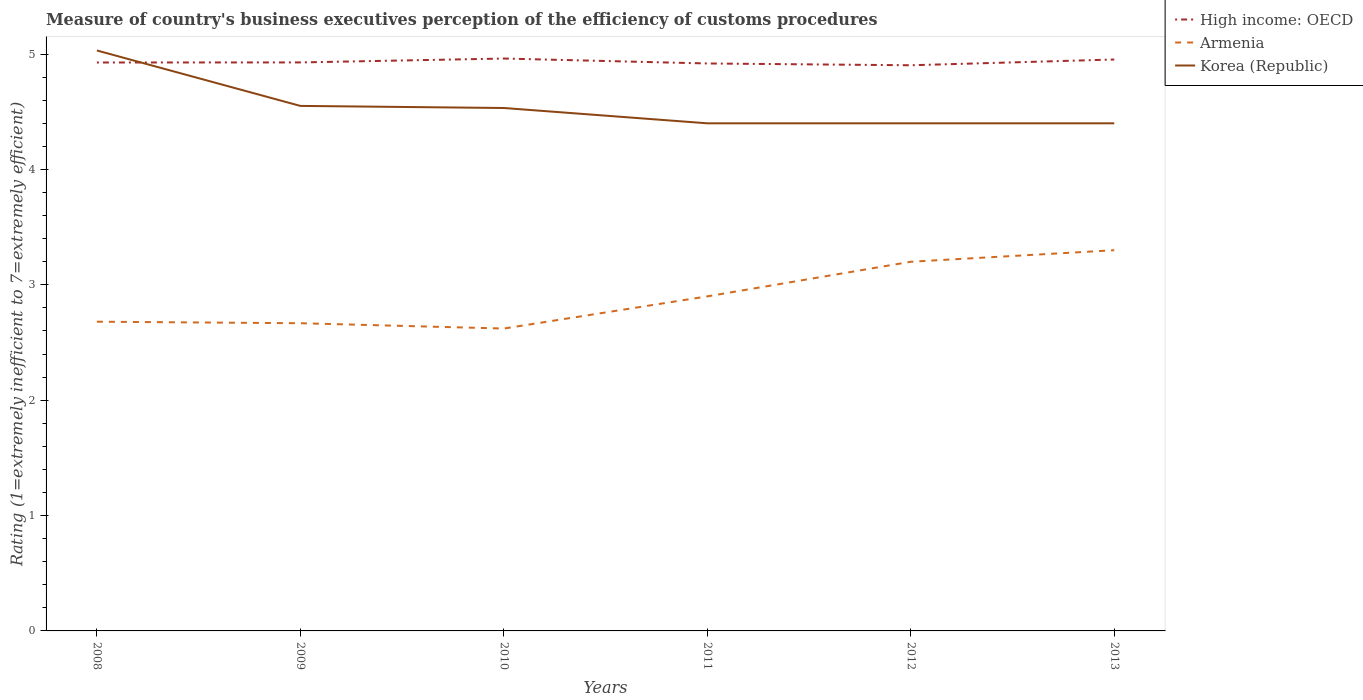 Measure of country's business executives perception of the efficiency of customs procedures
High income: OECD
Armenia
Korea (Republic)
Rating (1=extremely inefficient to 7=extremely efficient)
5
4
3
2
1
0
2008
2009
2010
2011
2012
2013
Years